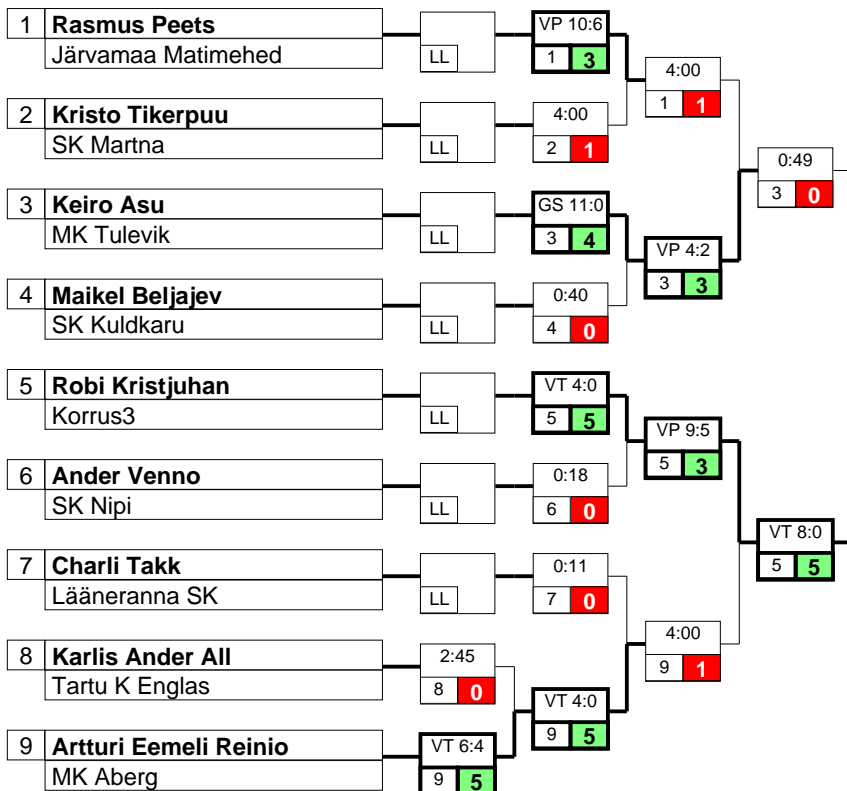 1 Rasmus Peets
Järvamaa Matimehed
LL
VP 10:6
1 3
4:00
1 1
2 Kristo Tikerpuu
SK Martna
LL
4:00
2 1
0:49
3 0
3 Keiro Asu
MK Tulevik
LL
GS 11:0
3 4
VP 4:2
3 3
4 Maikel Beljajev
SK Kuldkaru
LL
0:40
4 0
5 Robi Kristjuhan
Korrus3
LL
VT 4:0
5 5
VP 9:5
5 3
6 Ander Venno
SK Nipi
LL
0:18
6 0
VT 8:0
5 5
7 Charli Takk
Lääneranna SK
LL
0:11
7 0
4:00
9 1
8 Karlis Ander All
Tartu K Englas
2:45
8 0
VT 4:0
9 5
9 Artturi Eemeli Reinio
MK Aberg
VT 6:4
9 5